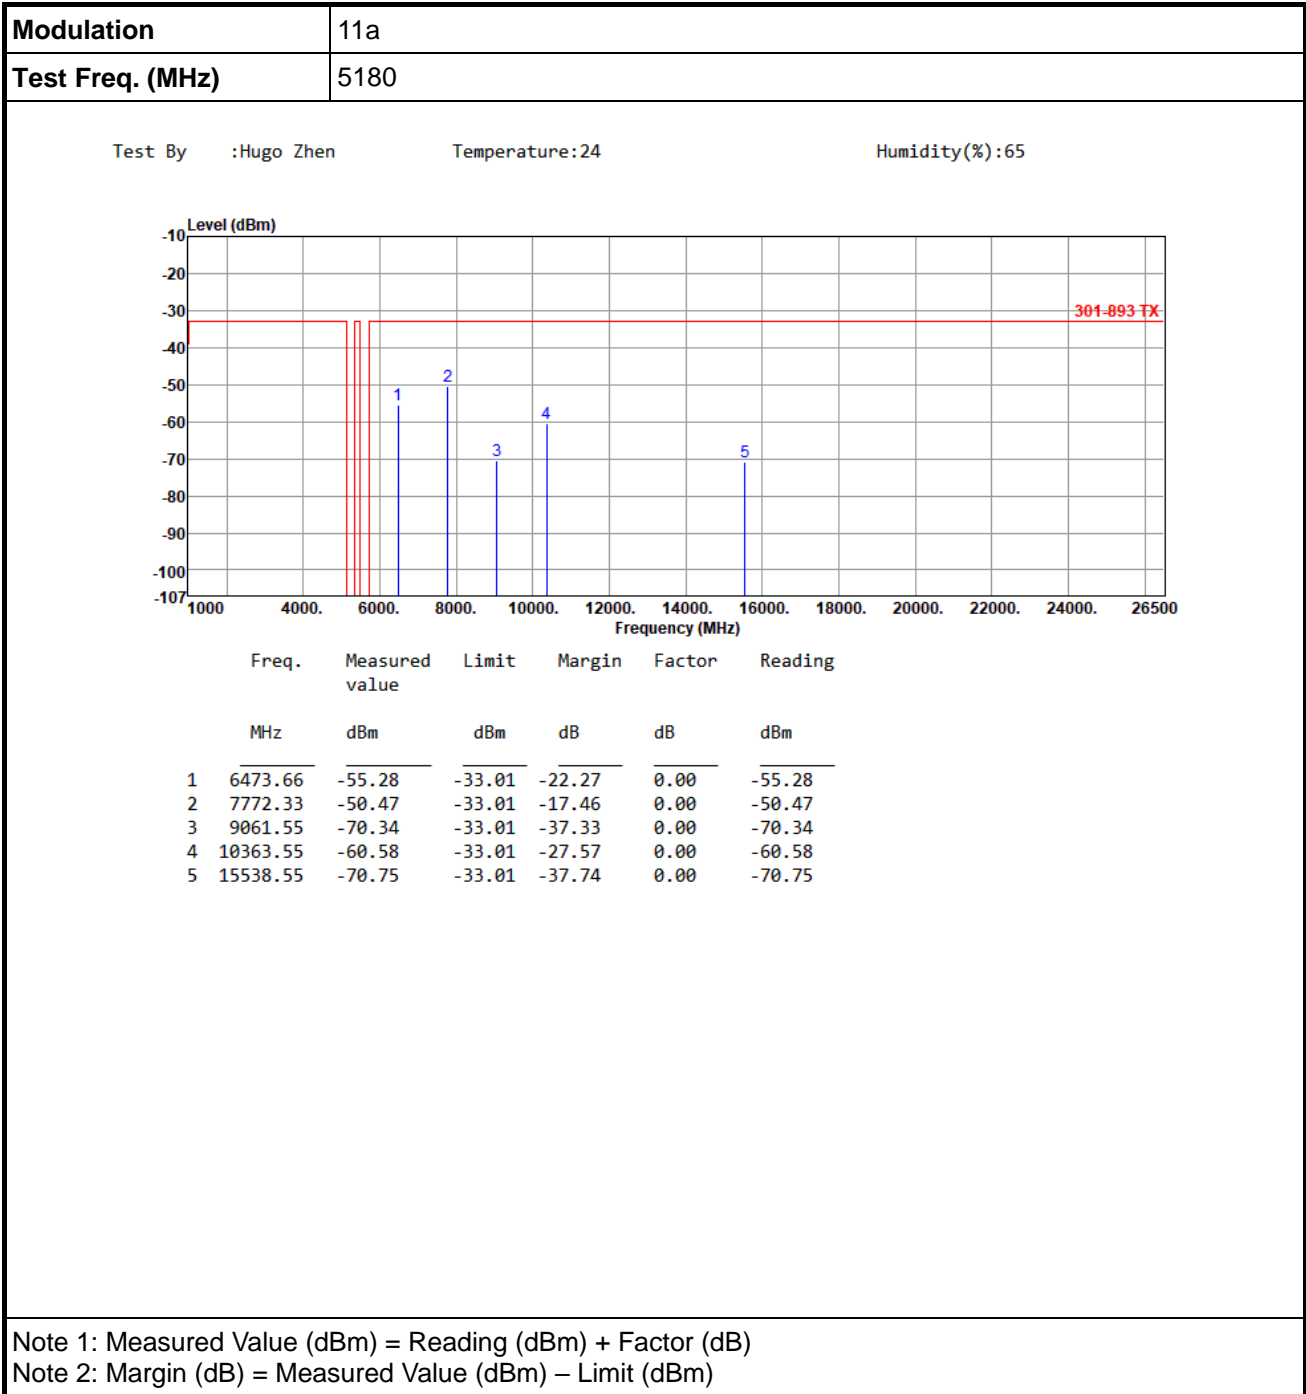 Modulation 11a
Test Freq. (MHz) 5180
Test By :Hugo Zhen Temperature:24 Humidity(%):65
Level (dBm)
-10
-20
-30
301-893 TX
-40
-50
2
1
-60
4
-70
3
5
-80
-90
-100
-107
1000 4000. 6000. 8000. 10000. 12000. 14000. 16000. 18000. 20000. 22000. 24000. 26500
Frequency (MHz)
Freq. Measured Limit Margin Factor Reading
value
MHz dBm dBm dB dB dBm
1 6473.66 -55.28 -33.01 -22.27 0.00 -55.28
2 7772.33 -50.47 -33.01 -17.46 0.00 -50.47
3 9061.55 -70.34 -33.01 -37.33 0.00 -70.34
4 10363.55 -60.58 -33.01 -27.57 0.00 -60.58
5 15538.55 -70.75 -33.01 -37.74 0.00 -70.75
Note 1: Measured Value (dBm) = Reading (dBm) + Factor (dB)
Note 2: Margin (dB) = Measured Value (dBm) – Limit (dBm)